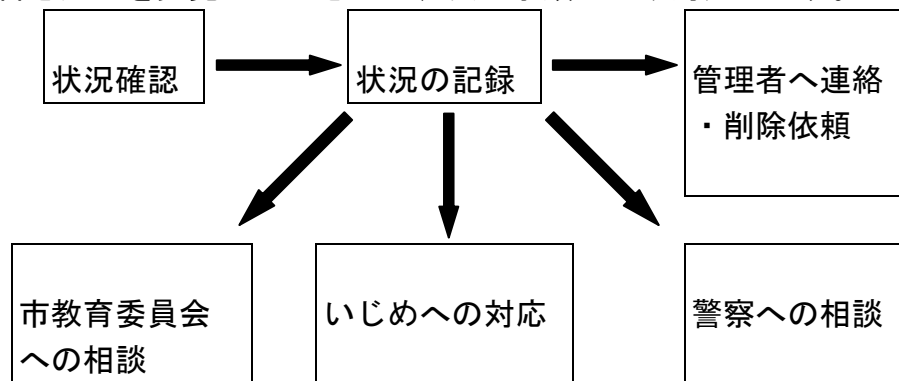 状況確認
状況の記録
管理者へ連絡
・削除依頼
市教育委員会
への相談
いじめへの対応
警察への相談